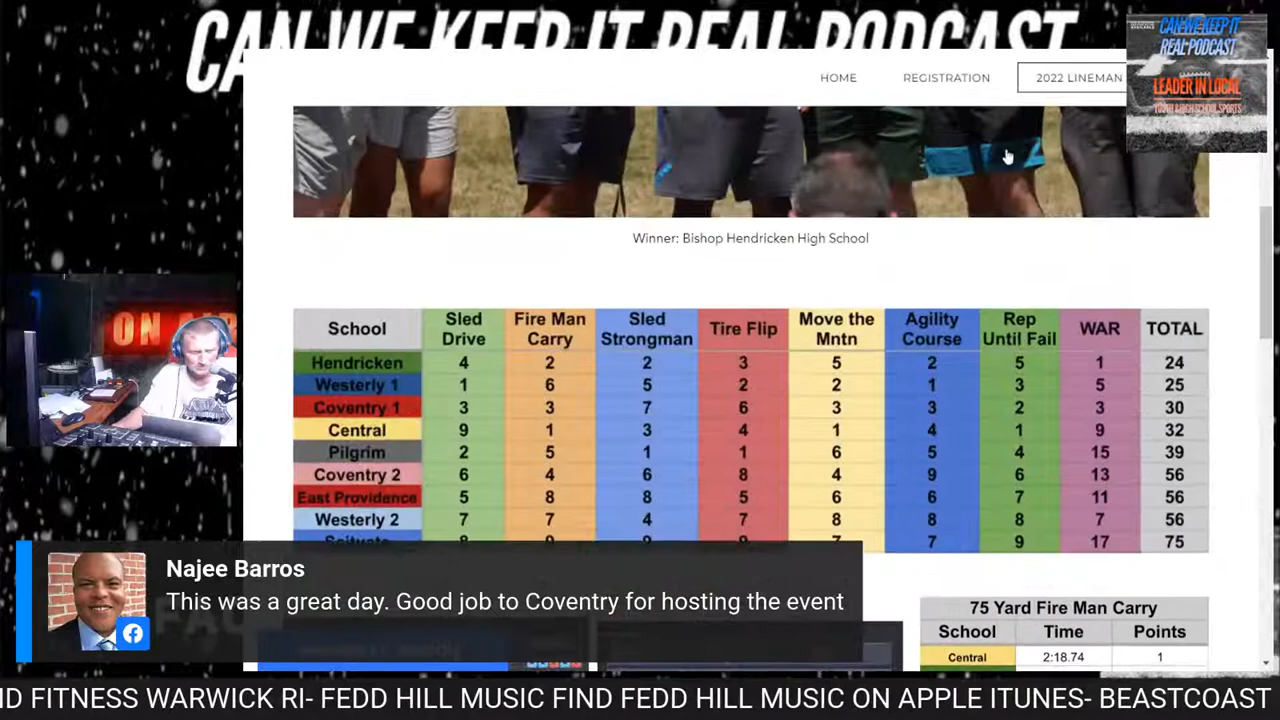 CAN WE KEEP IT REAL PODCAST
CAN WE KEEP IT
REAL PODCAST
LEADER IN LOCAL
YOUTH & HIGH SCHOOL SPORTS
HOME REGISTRATION 2022 LINEMAN
Winner: Bishop Hendricken High School
School Sled Drive Fire Man Carry Sled Strongman Tire Flip Move the Mntn Agility Course Rep Until Fail WAR TOTAL
Hendricken 4 2 2 3 5 2 5 1 24
Westerly 1 1 6 5 2 2 1 3 5 25
Coventry 1 3 3 7 6 3 3 2 3 30
Central 9 1 3 4 1 4 1 9 32
Pilgrim 2 5 1 1 6 5 4 15 39
Coventry 2 6 4 6 8 4 9 6 13 56
East Providence 5 8 8 5 6 6 7 11 56
Westerly 2 7 7 4 7 8 8 8 7 56
Scituate 8 9 9 9 7 7 9 17 75
ON AIR
Najee Barros
This was a great day. Good job to Coventry for hosting the event
75 Yard Fire Man Carry
School Time Points
Central 2:18.74 1
ND FITNESS WARWICK RI- FEDD HILL MUSIC FIND FEDD HILL MUSIC ON APPLE ITUNES- BEASTCOAST